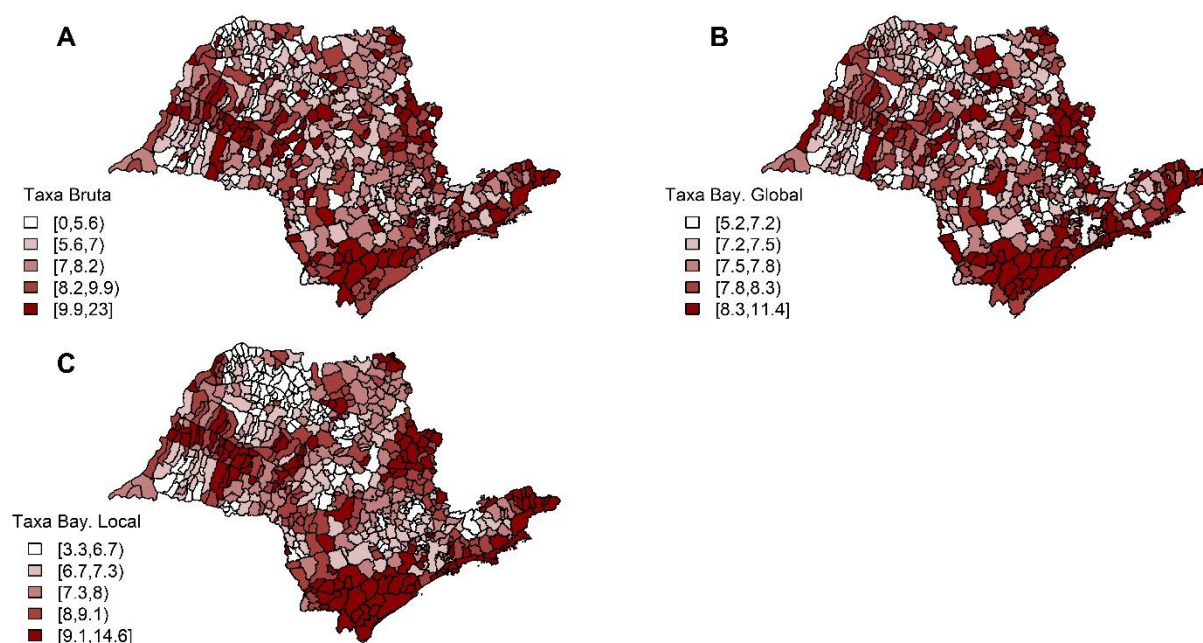 A
Taxa Bruta
[0,5.6)
[5.6,7)
[7,8.2)
[8.2,9.9)
[9.9,23]
B
Taxa Bay. Global
[5.2,7.2)
[7.2,7.5)
[7.5,7.8)
[7.8,8.3)
[8.3,11.4]
C
Taxa Bay. Local
[3.3,6.7)
[6.7,7.3)
[7.3,8)
[8,9.1)
[9.1,14.6]